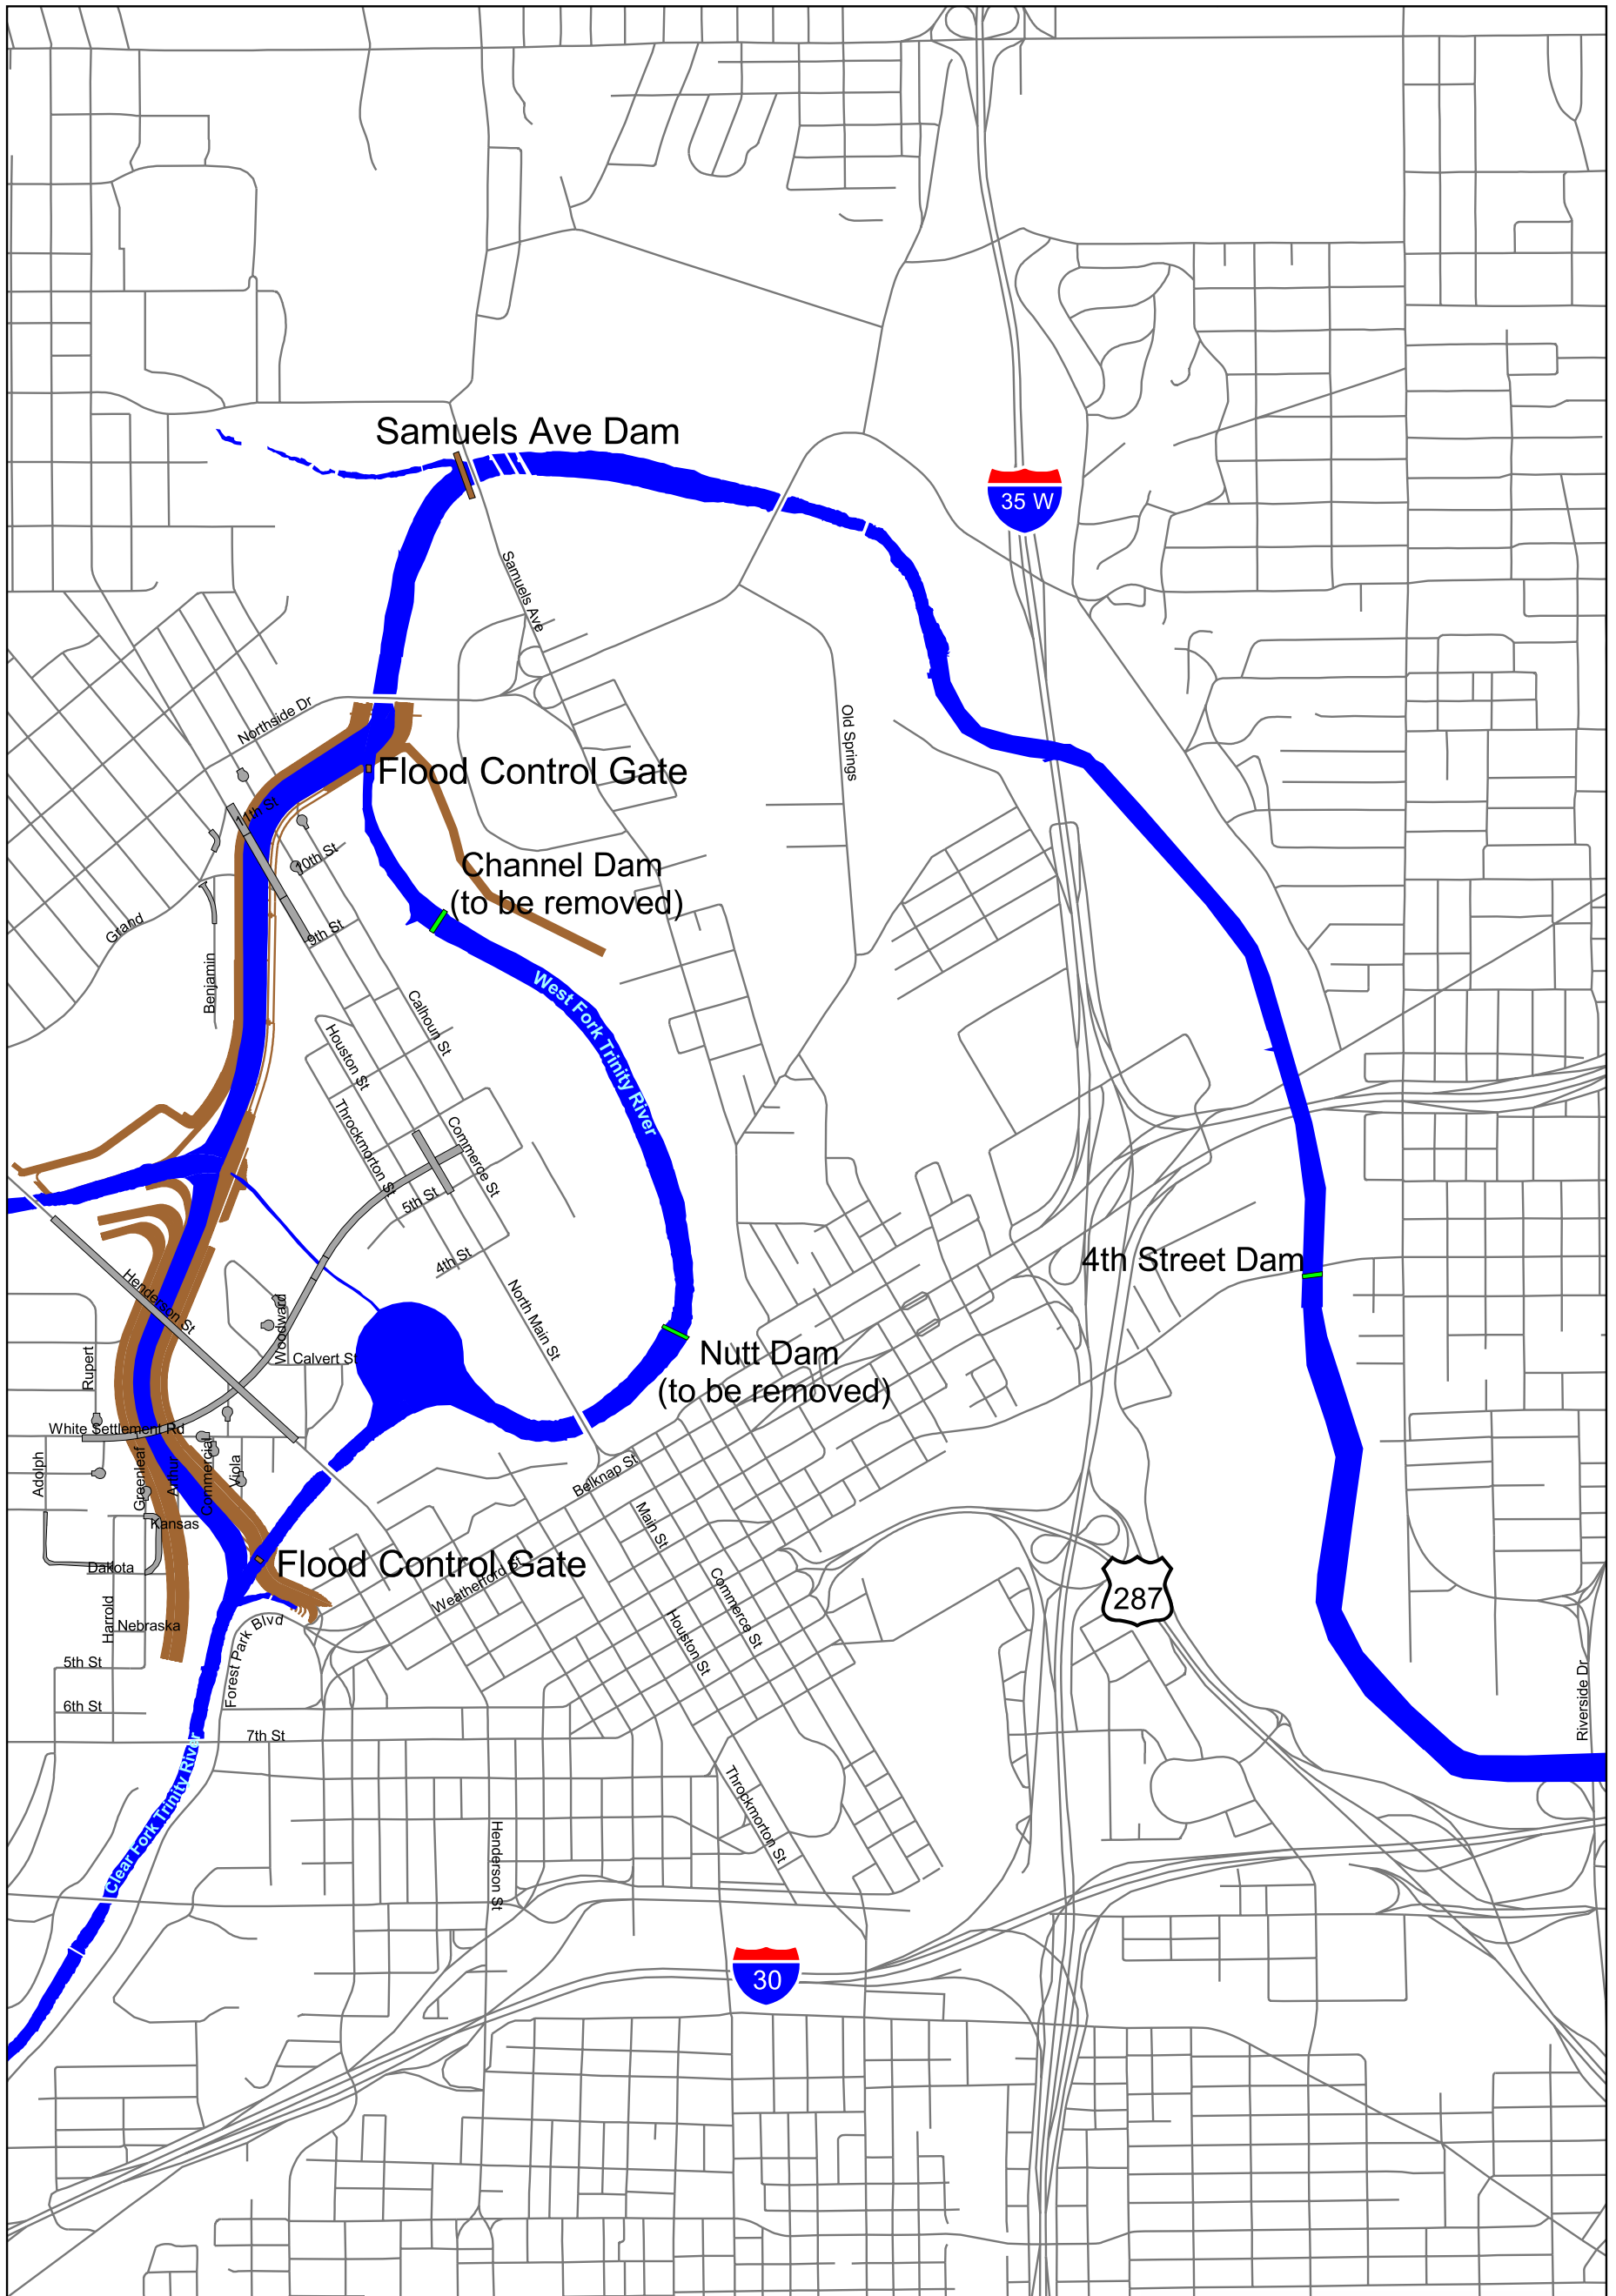 Samuels Ave Dam
35 W
Samuels Ave
Northside Dr
Old Springs
Flood Control Gate
11th St
10th St
Channel Dam
(to be removed)
9th St
Grand
Benjamin
West Fork Trinity River
Calhoun St
Houston St
Throckmorton St
Commerce St
5th St
4th St
4th Street Dam
Henderson St
Woodward
North Main St
Calvert St
Rupert
Nutt Dam
(to be removed)
White Settlement Rd
Adolph
Greenleaf
Arthur
Commercial
Viola
Belknap St
Kansas
Main St
Dakota
Flood Control Gate
Weatherford St
Commerce St
287
Harrold
Nebraska
Forest Park Blvd
Houston St
5th St
6th St
7th St
Riverside Dr
Clear Fork Trinity River
Throckmorton St
Henderson St
30